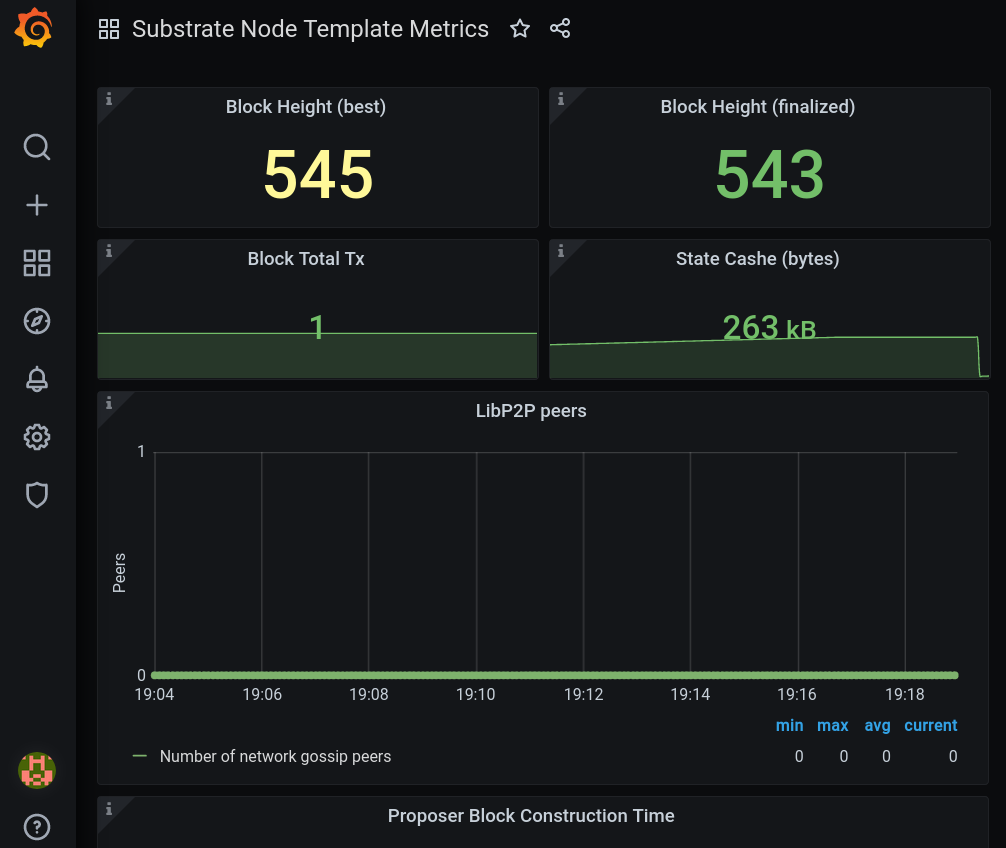 Substrate Node Template Metrics
Block Height (best)
545
Block Height (finalized)
543
Block Total Tx
1
State Cashe (bytes)
263 kB
LibP2P peers
1
Peers
0
19:04 19:06 19:08 19:10 19:12 19:14 19:16 19:18
min max avg current
Number of network gossip peers 0 0 0 0
Proposer Block Construction Time